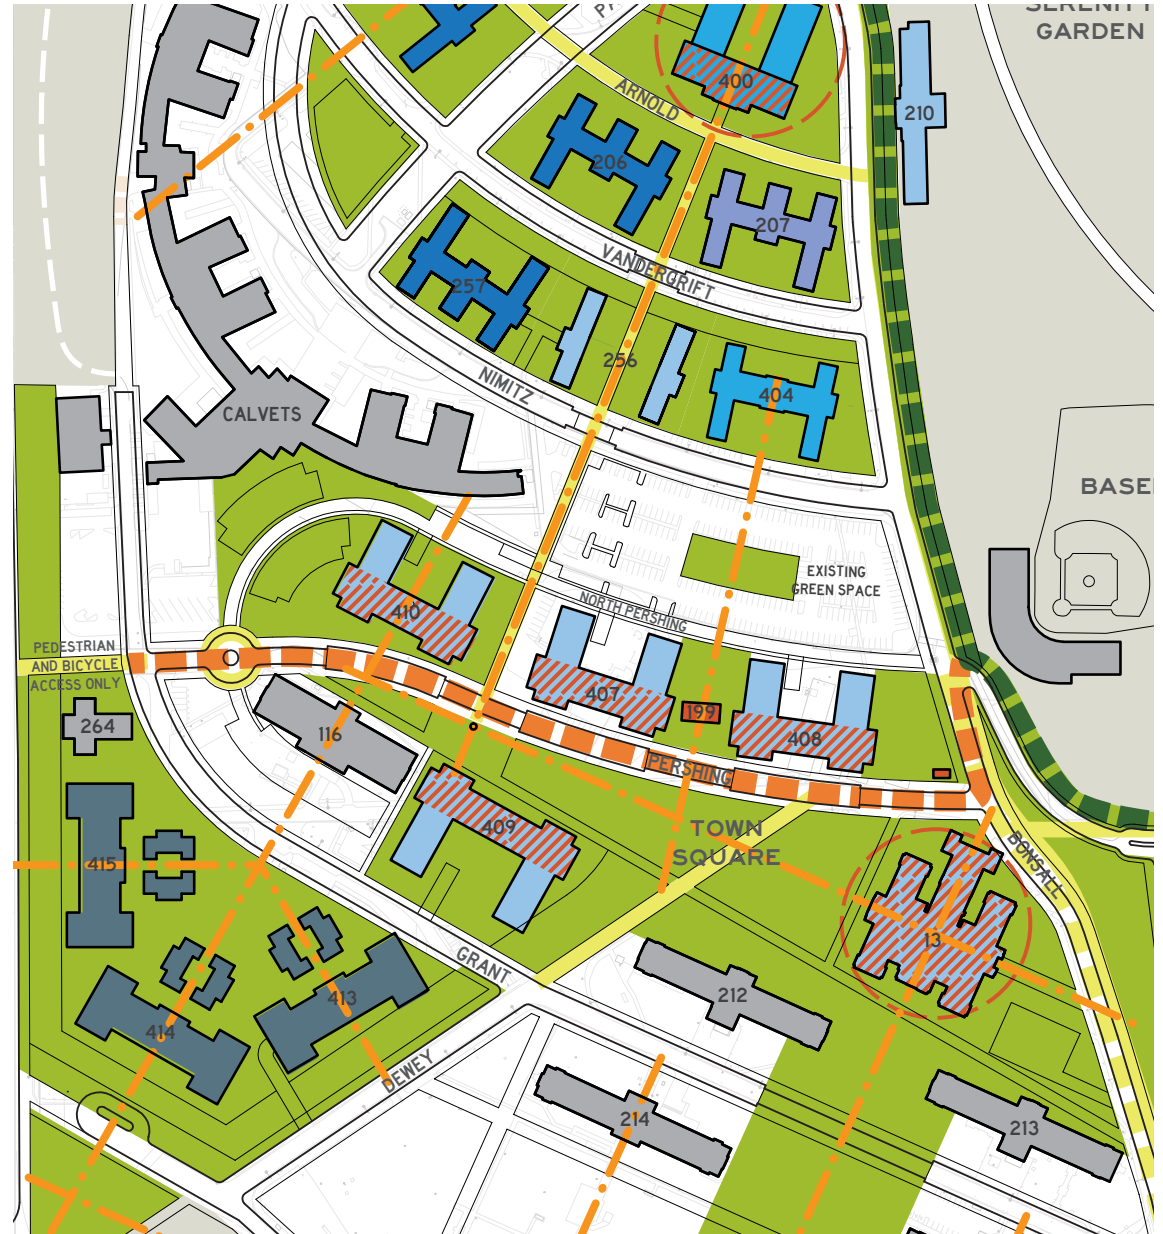 GARDEN
400
ARNOLD
210
206
207
VANDERGRIFT
257
256
NIMITZ
404
CALVETS
EXISTING
GREEN SPACE
NORTH PERSHING
410
PEDESTRIAN
AND BICYCLE
ACCESS ONLY
407
199
408
264
116
PERSHING
TOWN
SQUARE
409
BONSALL
415
13
GRANT
212
413
414
DEWEY
214
213